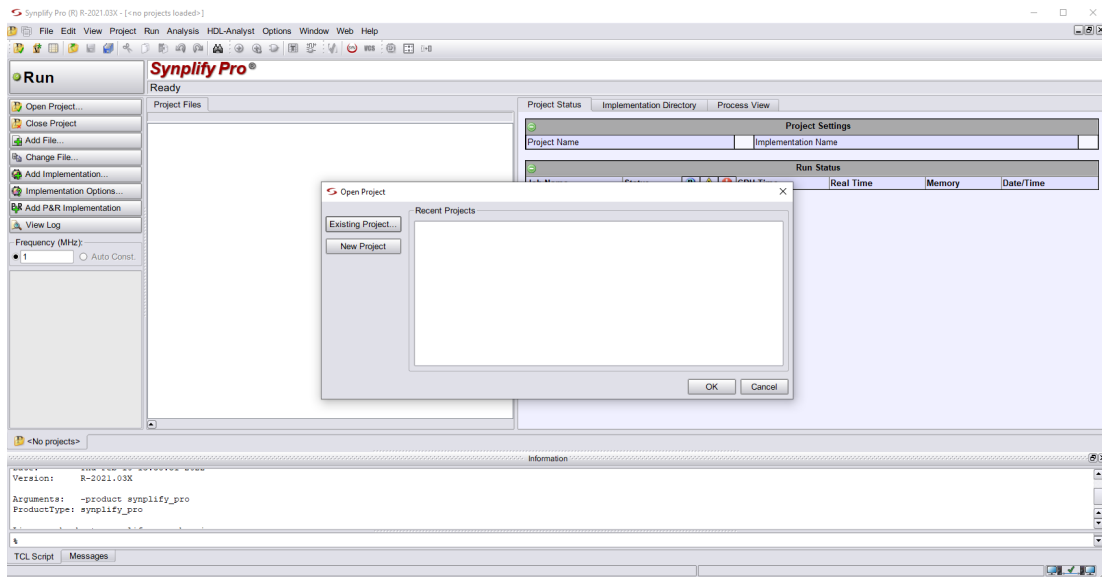 Synplify Pro (R) R-2021.03X - [<no projects loaded>]
File Edit View Project Run Analysis HDL-Analyst Options Window Web Help
Run
Synplify Pro®
Ready
Open Project...
Close Project
Add File...
Change File...
Add Implementation...
Implementation Options...
Add P&R Implementation
View Log
Frequency (MHz):
1
Auto Const.
Project Files
Project Status Implementation Directory Process View
Project Settings
Project Name Implementation Name
Run Status
Real Time Memory Date/Time
Open Project
Existing Project...
New Project
Recent Projects
OK Cancel
<No projects>
Information
Version: R-2021.03X
Arguments: -product synplify_pro
ProductType: synplify_pro
%
TCL Script Messages